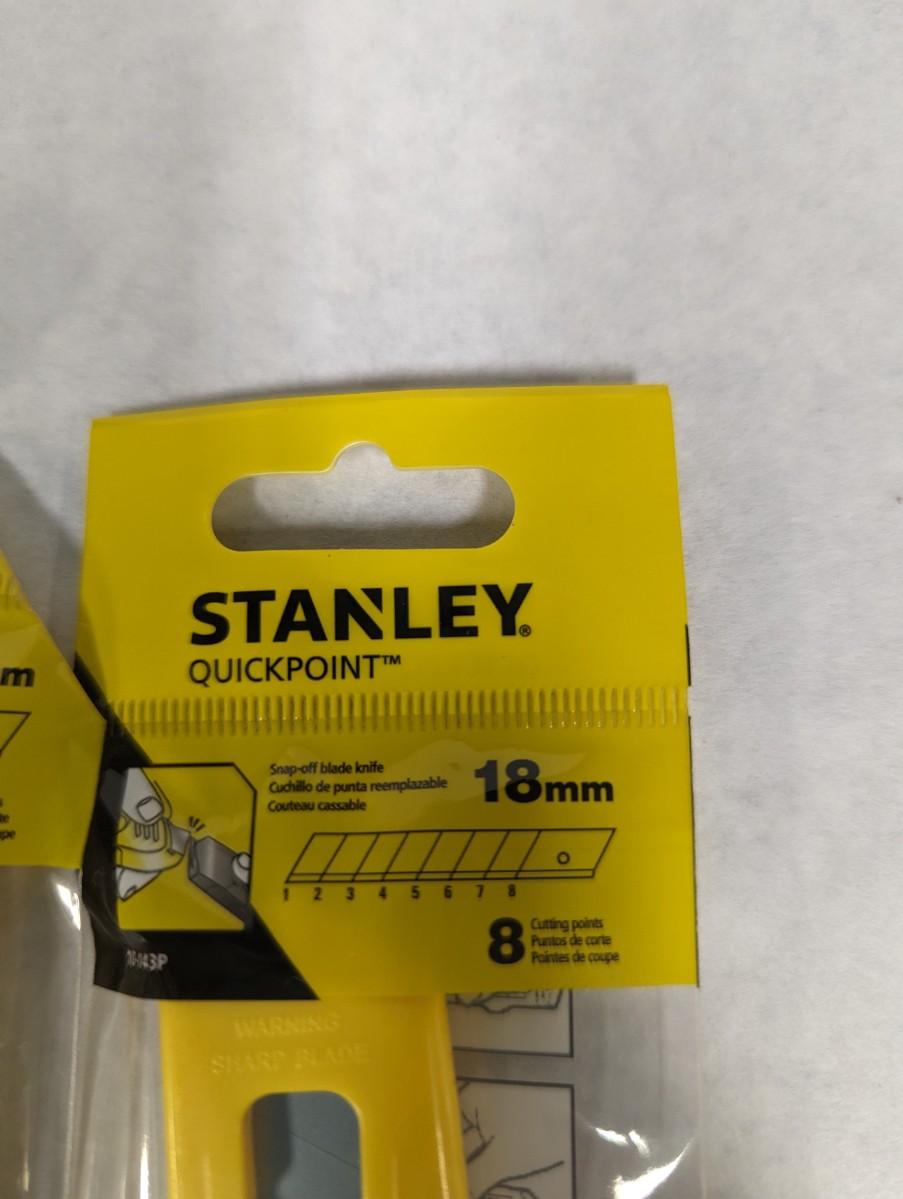 STANLEY®
QUICKPOINT™
m
Snap-off blade knife
Cuchillo de punta reemplazable
Couteau cassable
18mm
1 2 3 4 5 6 7 8
8
Cutting points
Puntos de corte
Pointes de coupe
WARNING
SHARP BLADE